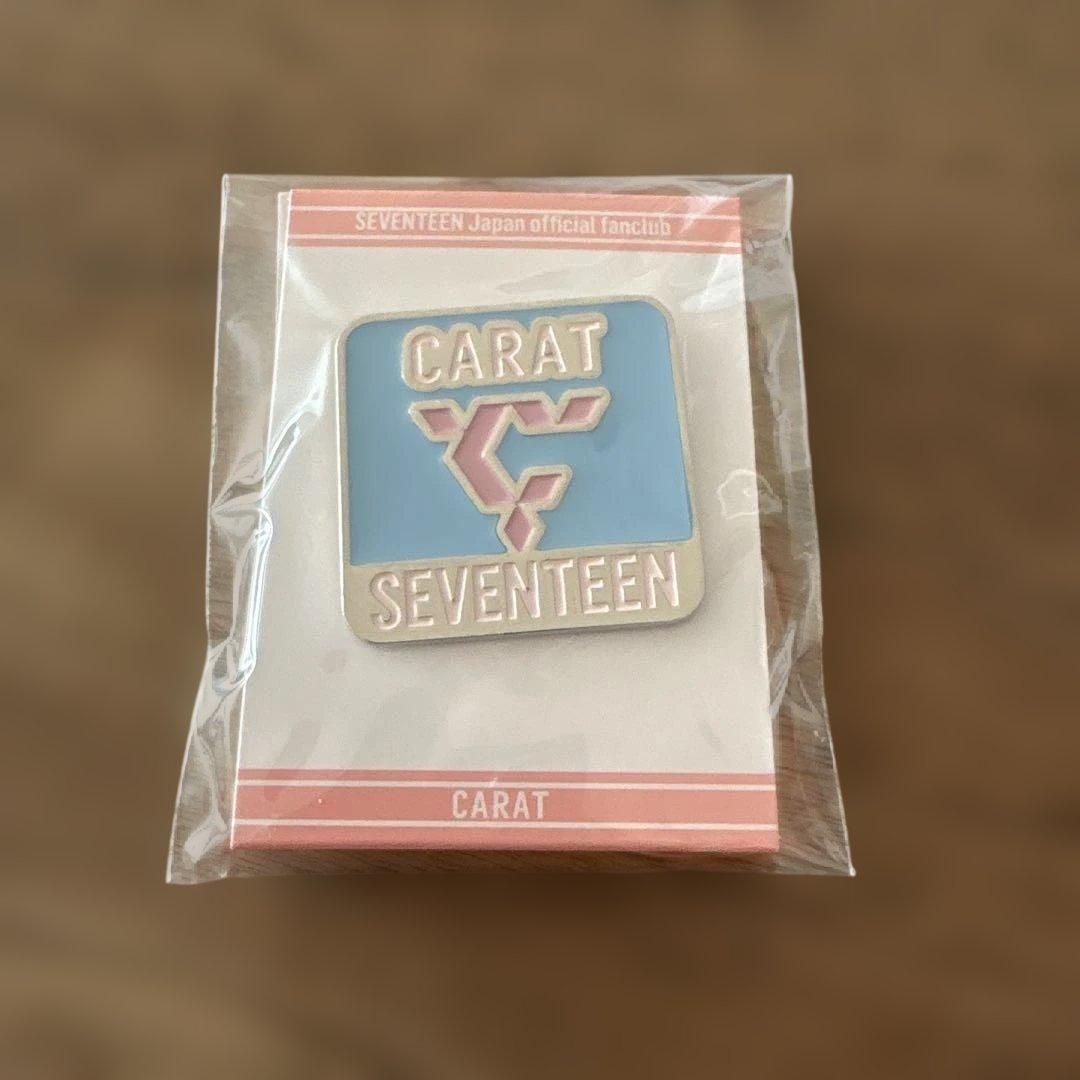 SEVENTEEN Japan official fanclub
CARAT
SEVENTEEN
CARAT